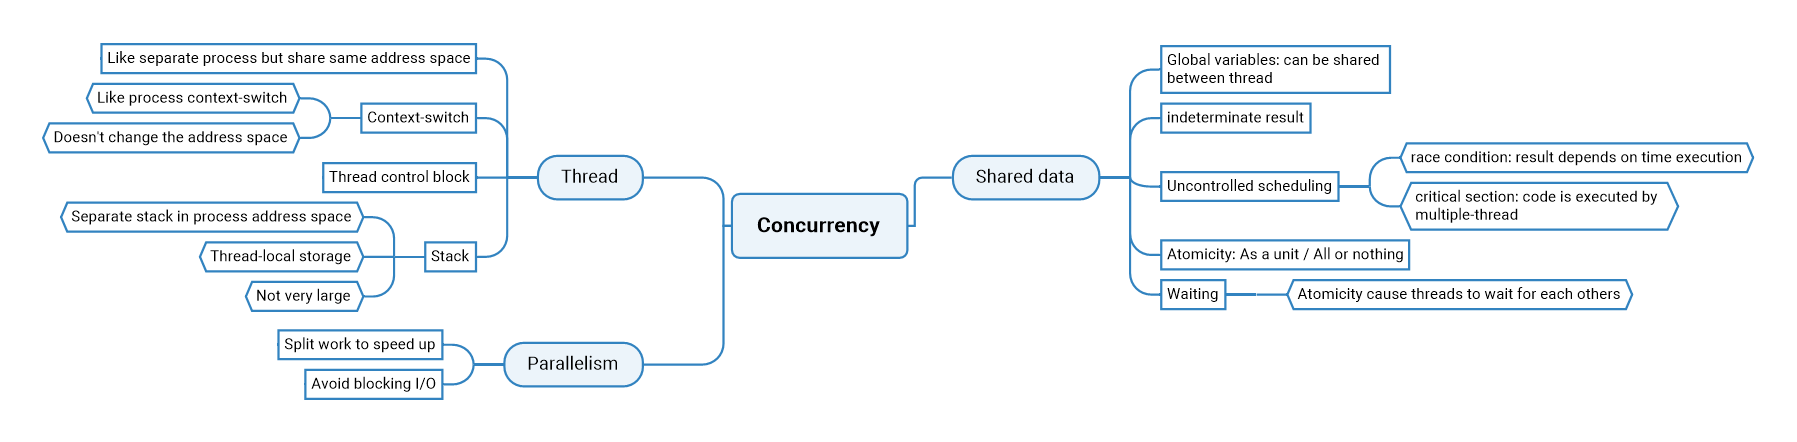 Concurrency
Thread
Like separate process but share same address space
Context-switch
Like process context-switch
Doesn't change the address space
Thread control block
Stack
Separate stack in process address space
Thread-local storage
Not very large
Parallelism
Split work to speed up
Avoid blocking I/O
Shared data
Global variables: can be shared
between thread
indeterminate result
Uncontrolled scheduling
race condition: result depends on time execution
critical section: code is executed by
multiple-thread
Atomicity: As a unit / All or nothing
Waiting
Atomicity cause threads to wait for each others